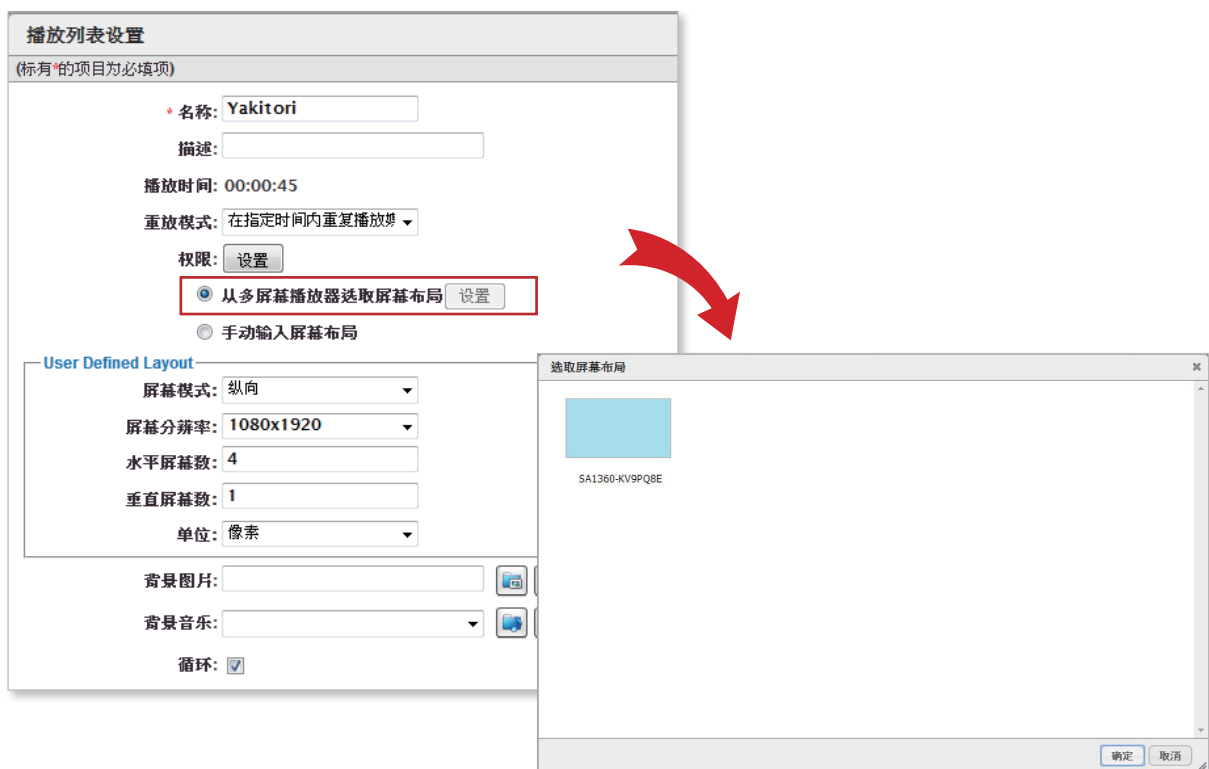 播放列表设置
(标有*的项目为必填项)
* 名称: Yakitori
描述:
播放时间: 00:00:45
重放模式: 在指定时间内重复播放媒
权限: 设置
从多屏幕播放器选取屏幕布局 设置
手动输入屏幕布局
User Defined Layout
屏幕模式: 纵向
屏幕分辨率: 1080x1920
水平屏幕数: 4
垂直屏幕数: 1
单位: 像素
背景图片:
背景音乐:
循环:
选取屏幕布局
SA1360-KV9PQ8E
确定 取消